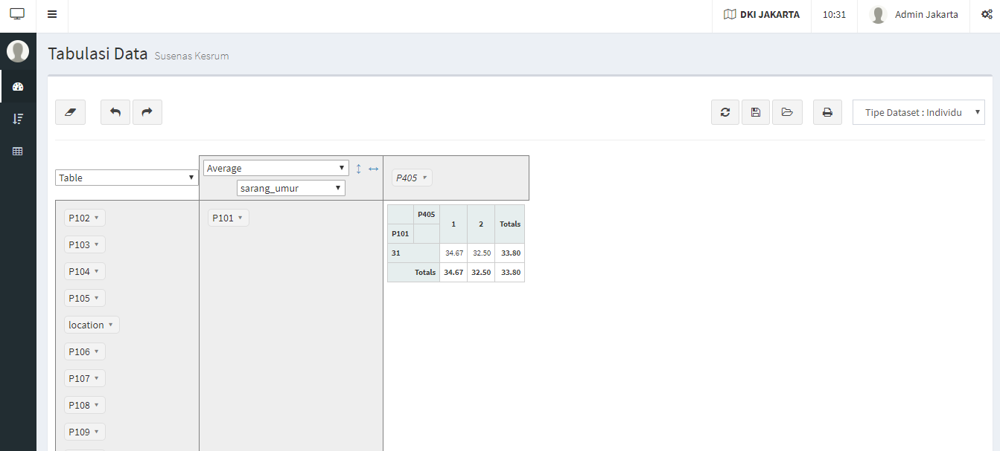 DKI JAKARTA 10:31 Admin Jakarta
Tabulasi Data Susenas Kesrum
Tipe Dataset : Individu
Table
Average
sarang_umur
P405
P102
P103
P104
P105
location
P106
P107
P108
P109
P101
P405 1 2 Totals
P101
31 34.67 32.50 33.80
Totals 34.67 32.50 33.80